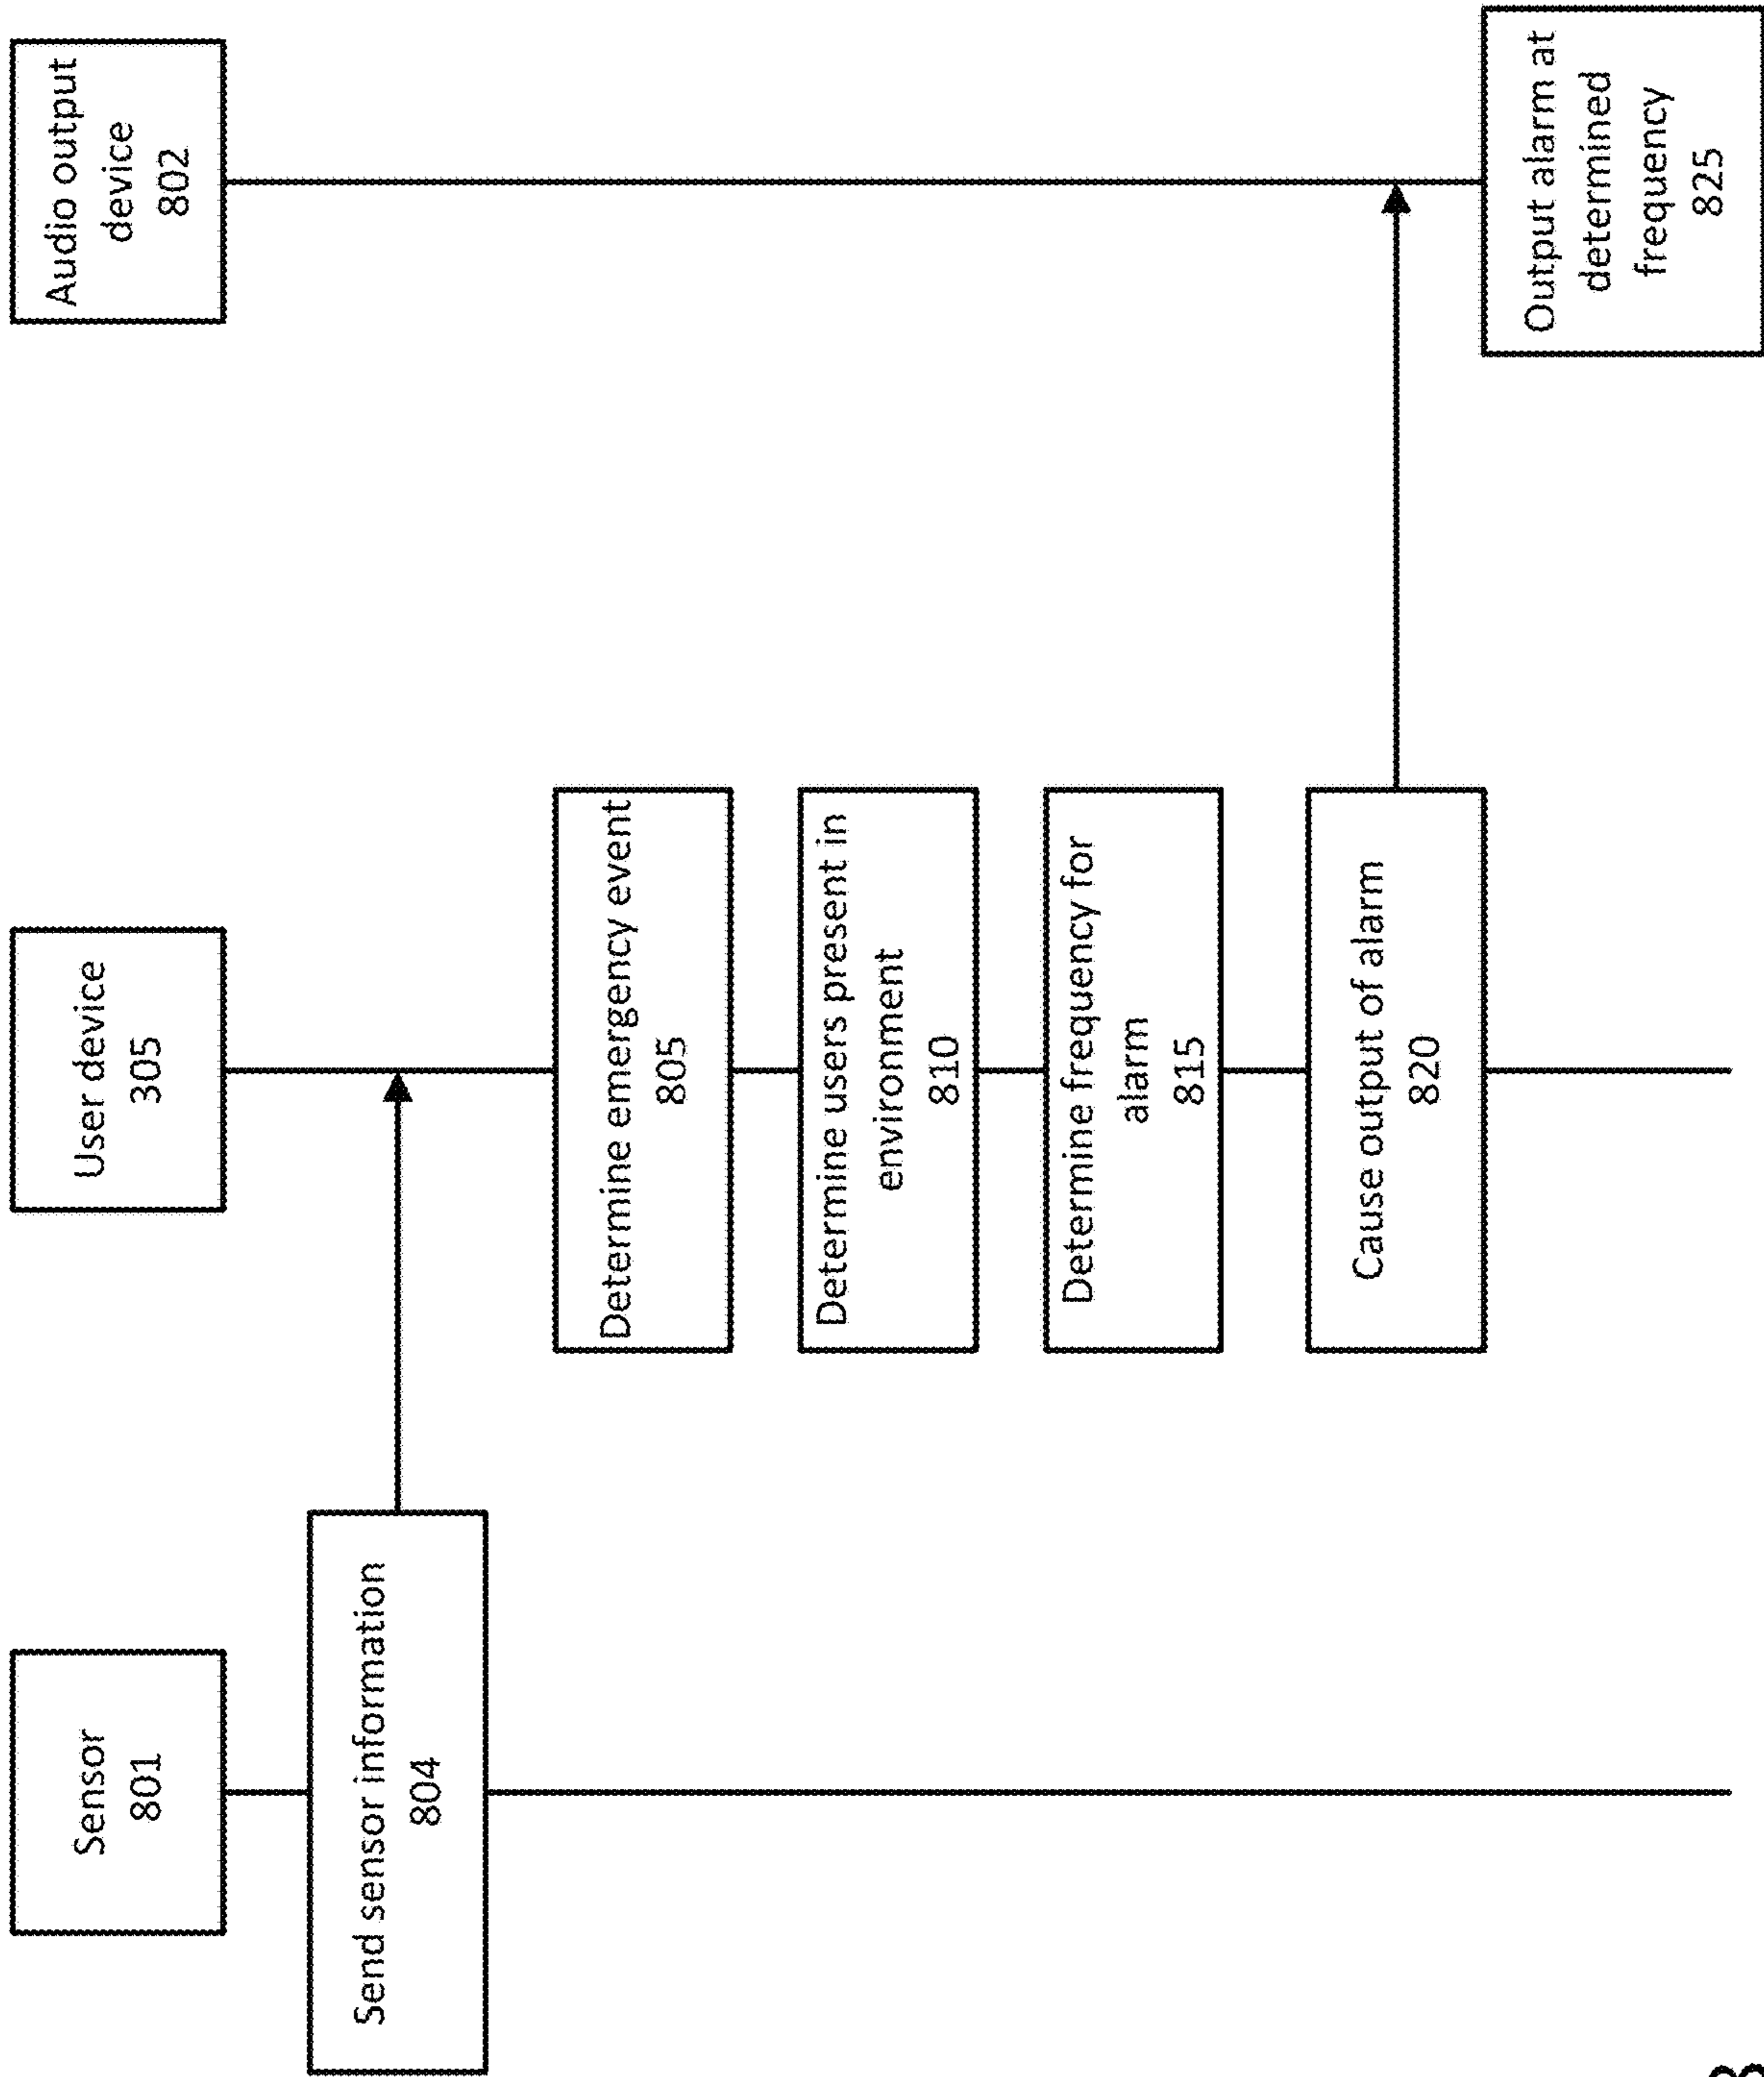 Sensor
801
User device
305
Audio output
device
802
Send sensor information
804
Determine emergency event
805
Determine users present in
environment
810
Determine frequency for
alarm
815
Cause output of alarm
820
Output alarm at
determined
frequency
825
8